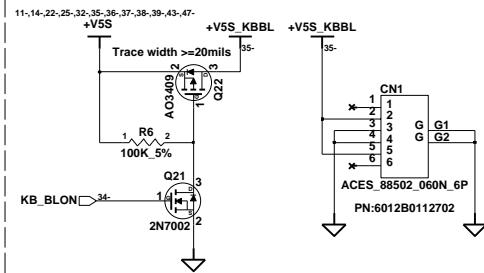 11-,14-,22-,25-,32-,35-,36-,37-,38-,39-,43-,47-
+V5S
+V5S_KBBL
+V5S_KBBL
35-
35-
Trace width >=20mils
2
3
S
D
G
1
AO3409
Q22
CN1
1
1
2
2
3
3
4
4
5
5
6
6
G
G1
G
G2
1
R6
2
100K_5%
ACES_88502_060N_6P
PN:6012B0112702
Q21
3
D
KB_BLON
34-
1
G
S
2
2N7002